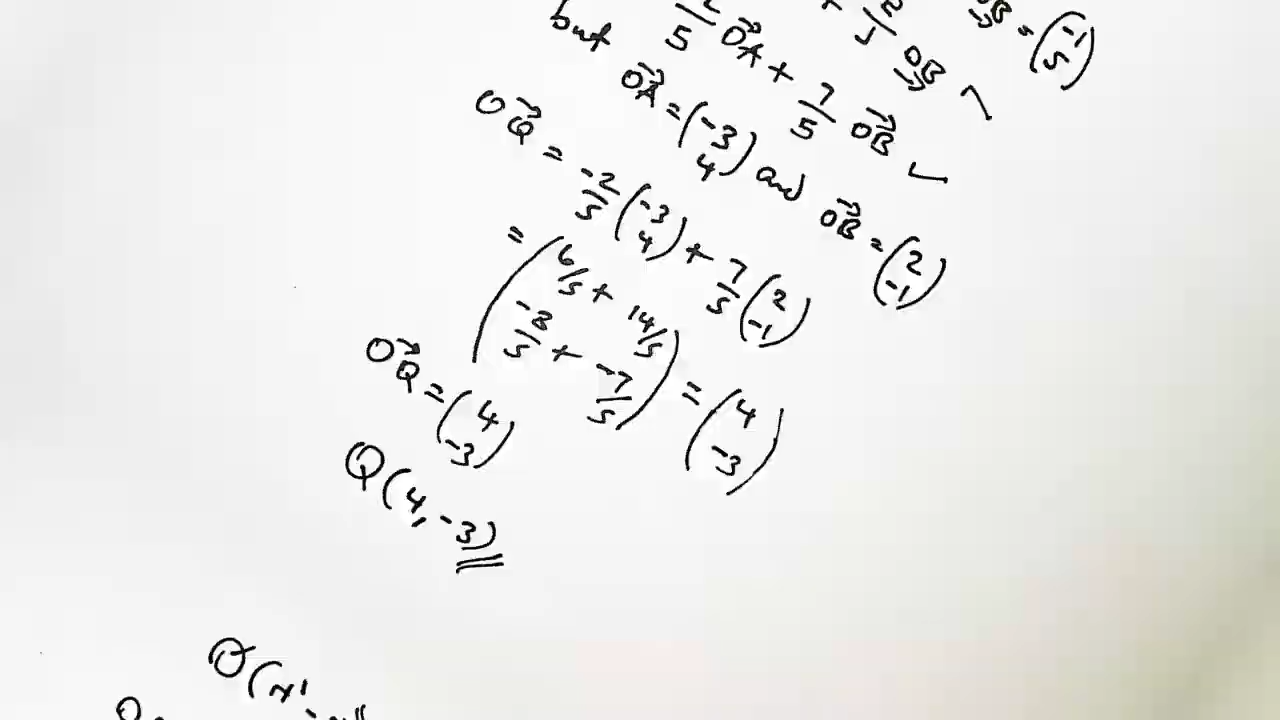 OB = (-1 5)
-2/5 OA + 7/5 OB
but OA = (-3 4) and OB = (2 -1)
OQ = -2/5 (-3 4) + 7/5 (2 -1)
= (6/5 + 14/5 -8/5 + -7/5) = (4 -3)
OQ = (4 -3)
Q(4, -3)